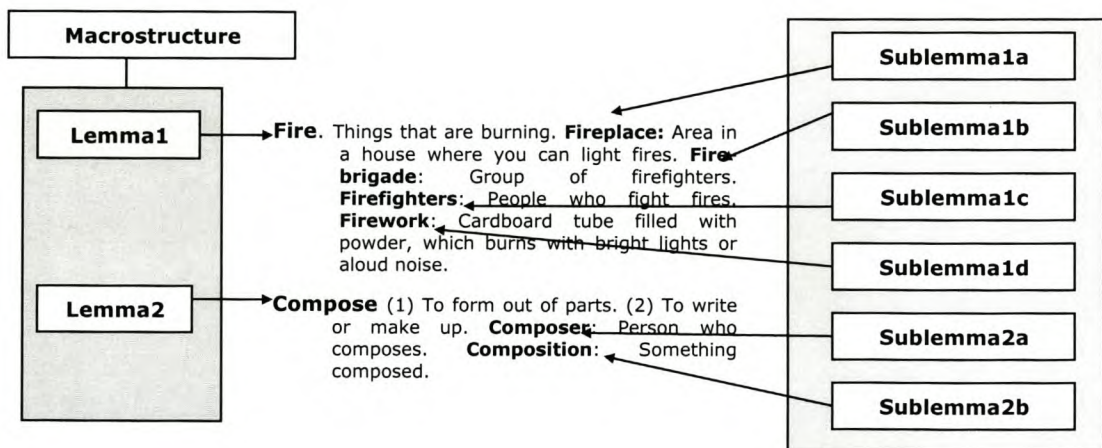 Macrostructure
Lemma1
Lemma2
Fire. Things that are burning. Fireplace: Area in
a house where you can light fires. Fire
brigade: Group of firefighters.
Firefighters: People who fight fires.
Firework: Cardboard tube filled with
powder, which burns with bright lights or
aloud noise.
Compose (1) To form out of parts. (2) To write
or make up. Composer: Person who
composes. Composition: Something
composed.
Sublemma1a
Sublemma1b
Sublemma1c
Sublemma1d
Sublemma2a
Sublemma2b